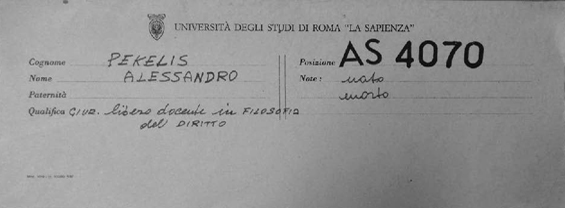 UNIVERSITÀ DEGLI STUDI DI ROMA "LA SAPIENZA"
Cognome PEKELIS
Nome ALESSANDRO
Paternità
Qualifica GIUR. libero docente in FILOSOFIA
del DIRITTO
Posizione AS 4070
Note: nato
morto